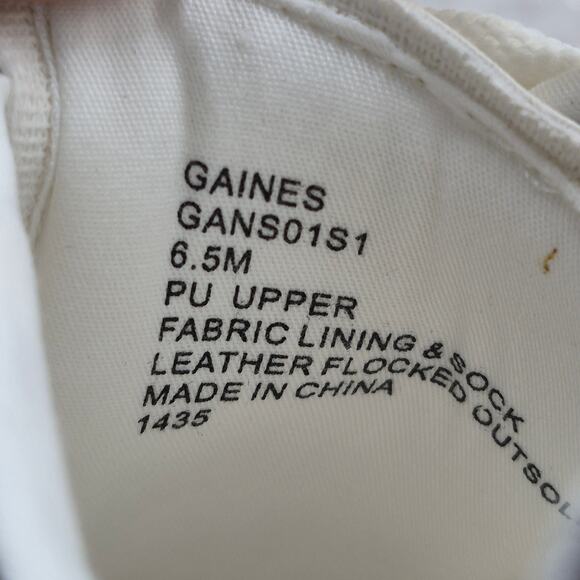 GAINES
GANS01S1
6.5M
PU UPPER
FABRIC LINING & SOCK
LEATHER FLOCKED OUTSOL
MADE IN CHINA
1435